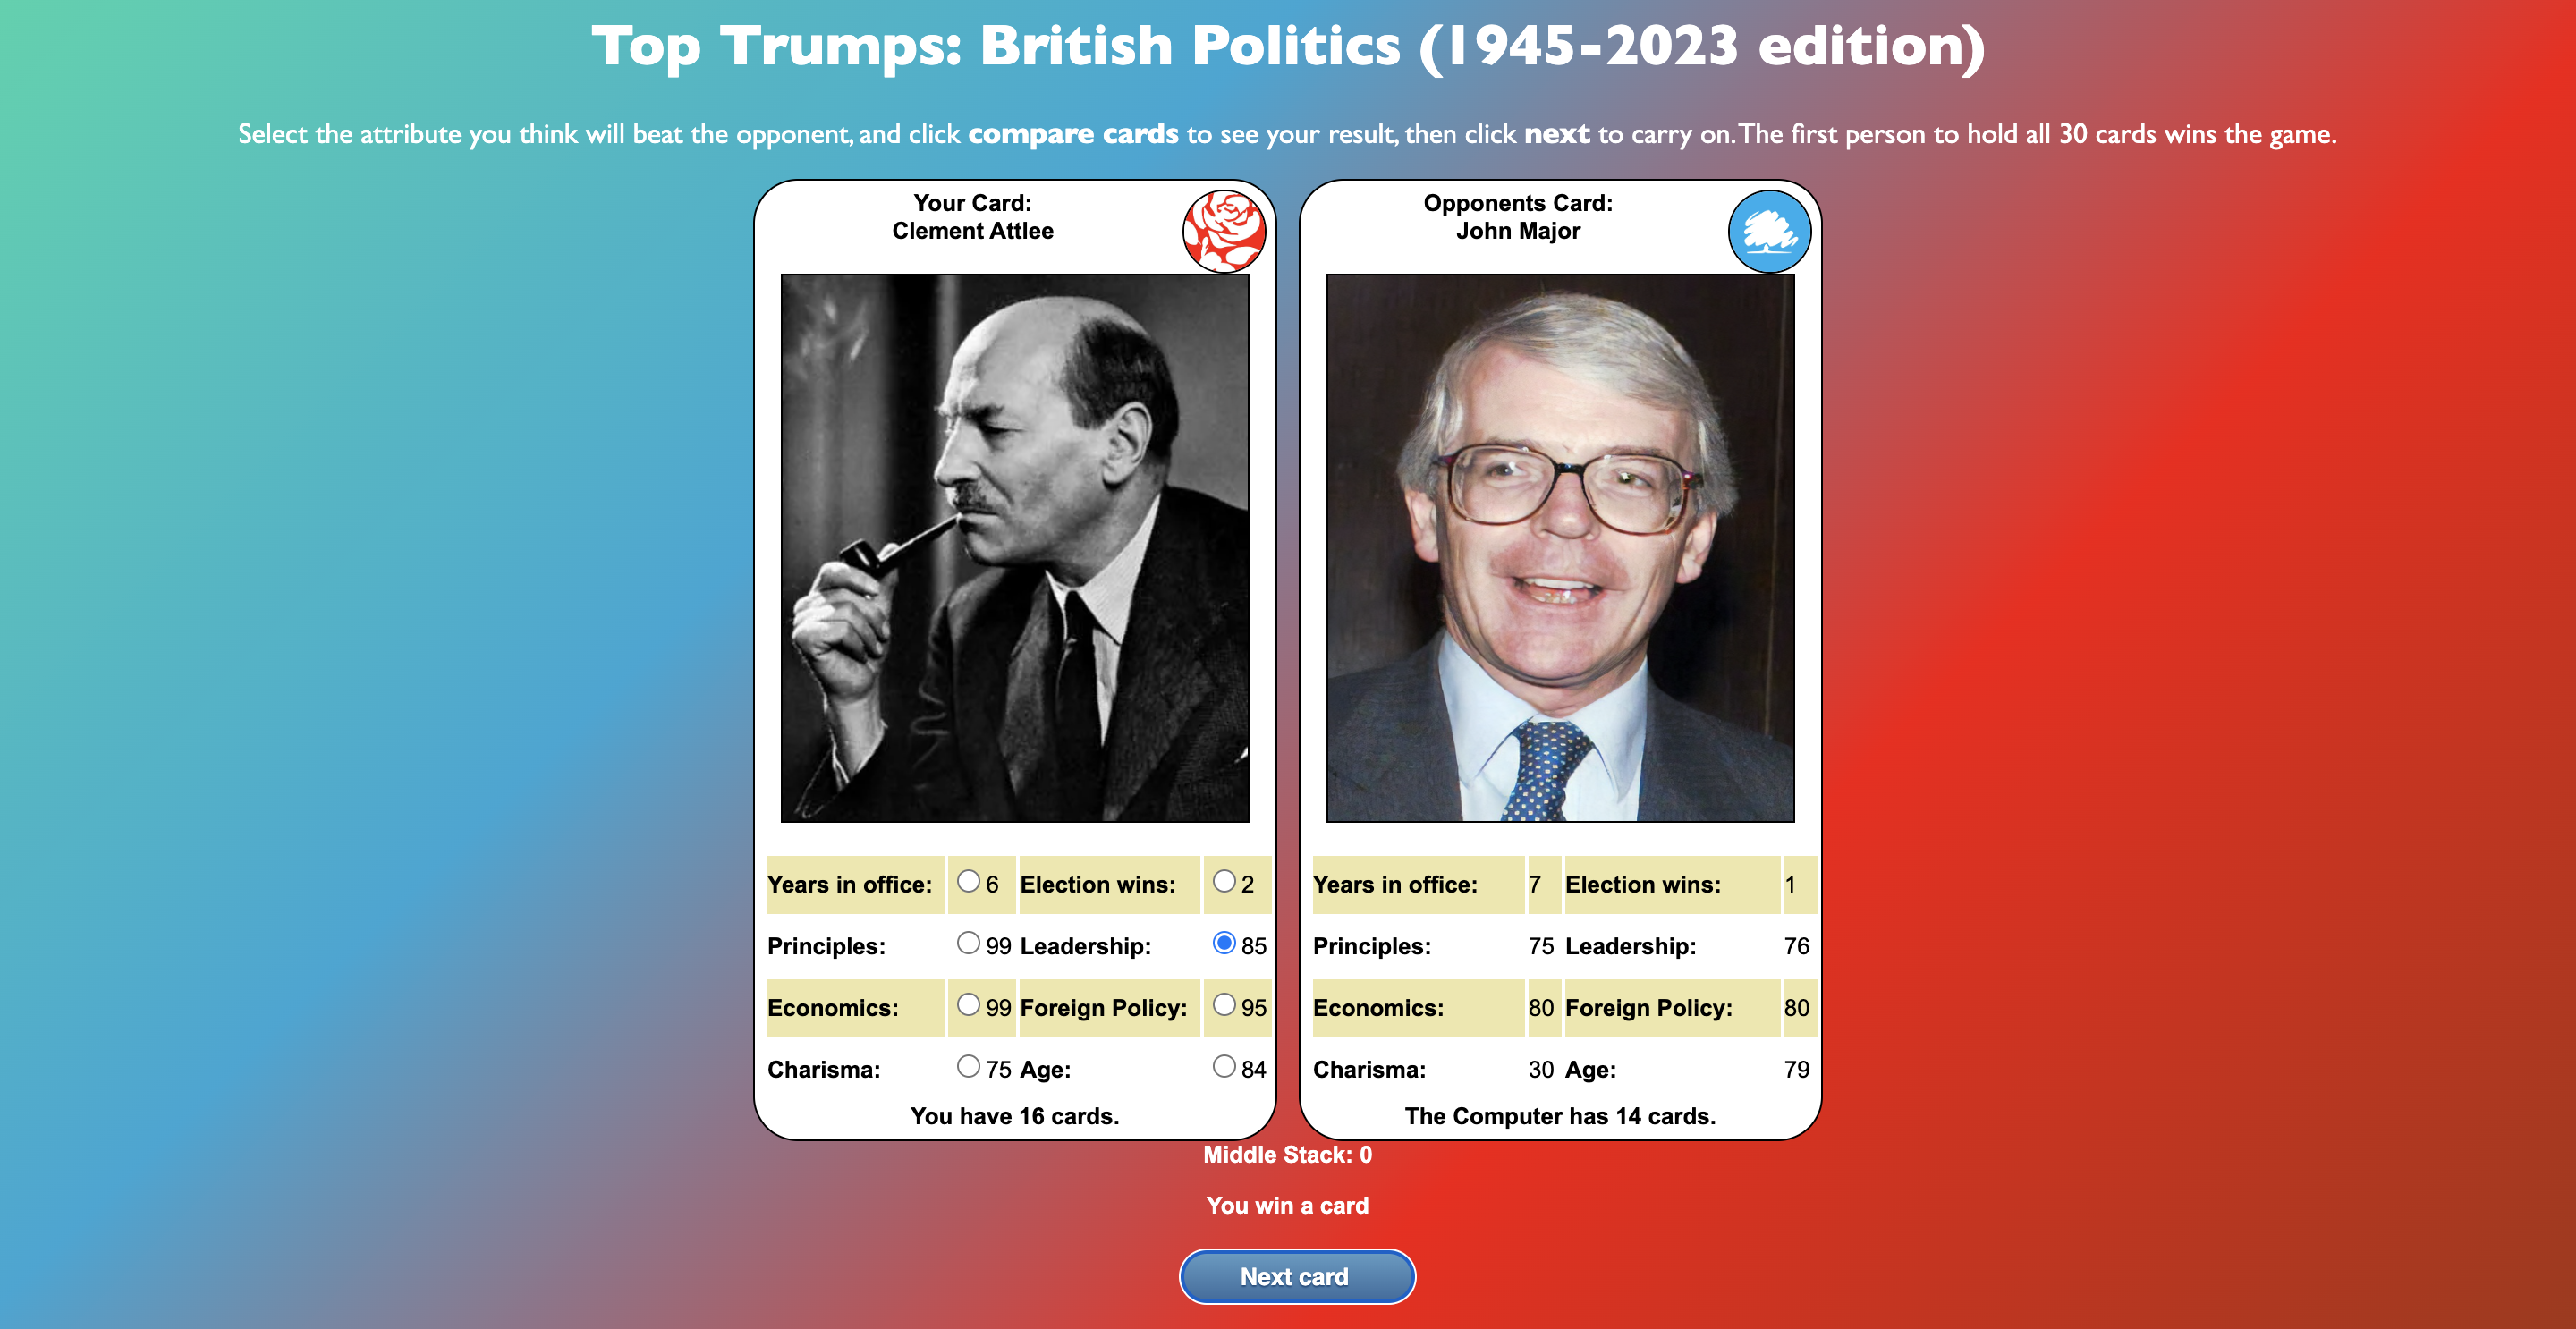 Top Trumps: British Politics (1945-2023 edition)
Select the attribute you think will beat the opponent, and click compare cards to see your result, then click next to carry on. The first person to hold all 30 cards wins the game.
Your Card:
Clement Attlee
Years in office: 6 Election wins: 2
Principles: 99 Leadership: 85
Economics: 99 Foreign Policy: 95
Charisma: 75 Age: 84
You have 16 cards.
Opponents Card:
John Major
Years in office: 7 Election wins: 1
Principles: 75 Leadership: 76
Economics: 80 Foreign Policy: 80
Charisma: 30 Age: 79
The Computer has 14 cards.
Middle Stack: 0
You win a card
Next card